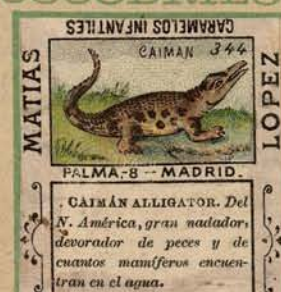 CARAMELOS INFANTILES
MATIAS
LOPEZ
CAIMAN 344
PALMA,-8 -- MADRID.
. CAIMÁN ALLIGATOR. Del
N. América, gran nadador,
devorador de peces y de
cuantos mamíferos encuen-
tran en el agua.